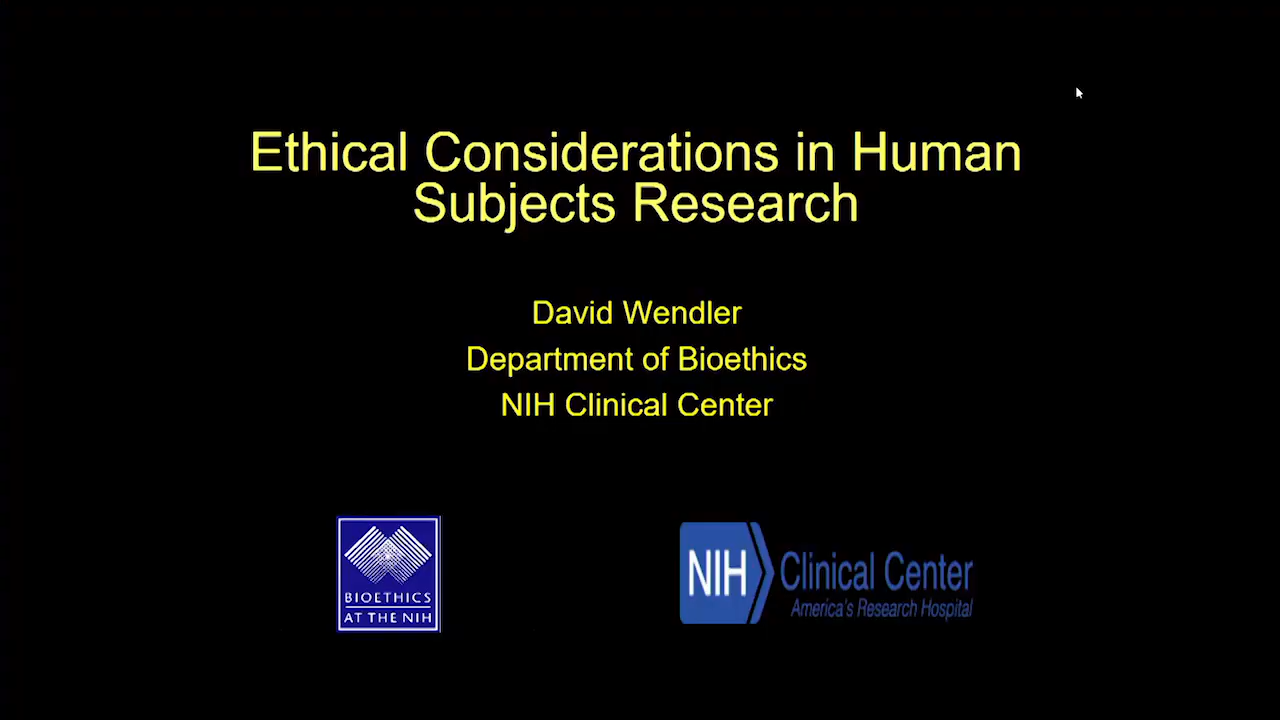 Ethical Considerations in Human
Subjects Research
David Wendler
Department of Bioethics
NIH Clinical Center
BIOETHICS
AT THE NIH
NIH Clinical Center
America's Research Hospital